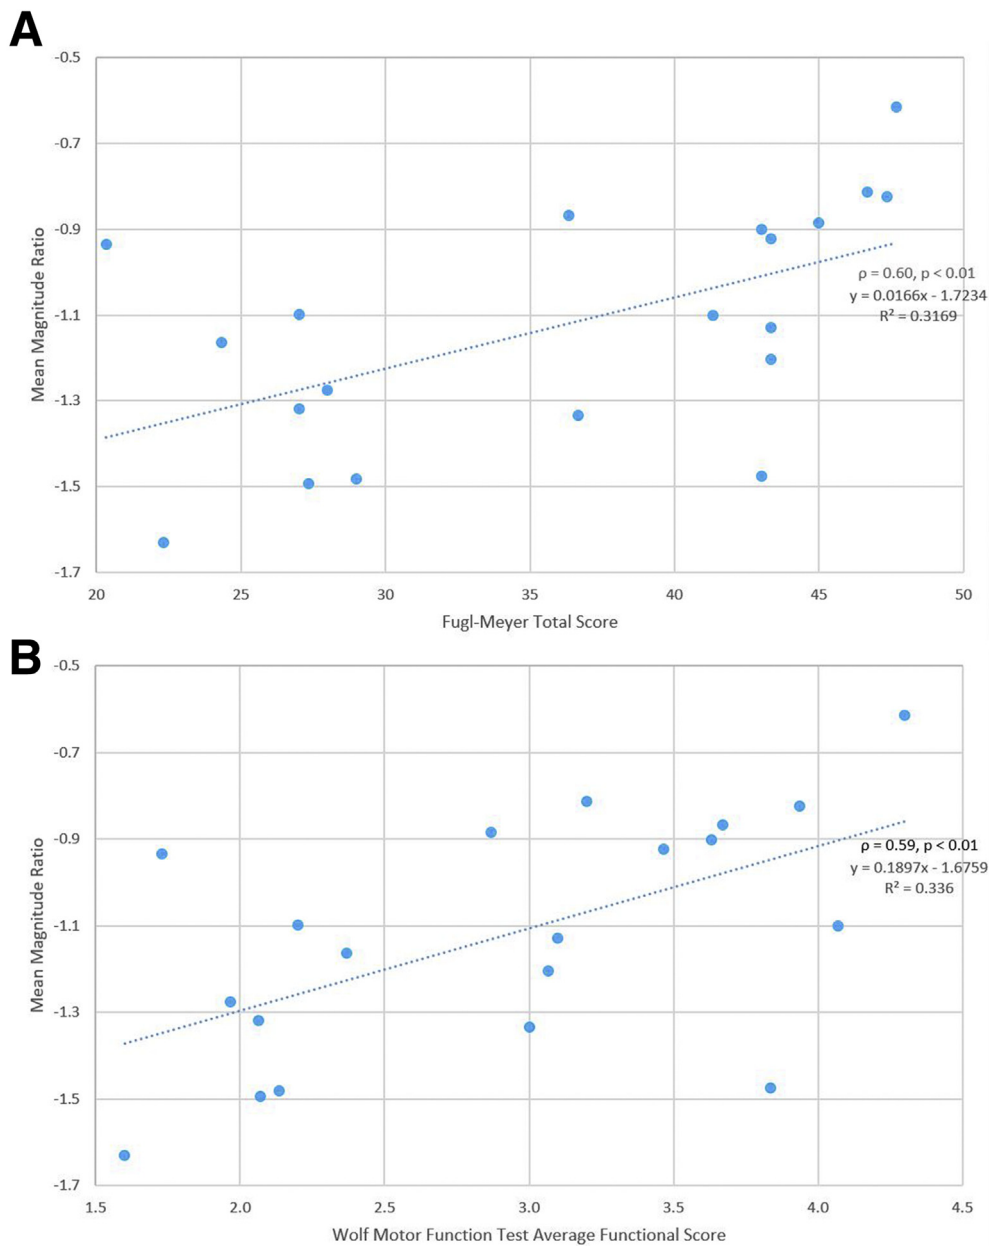 A
-0.5
-0.7
-0.9
-1.1
-1.3
-1.5
-1.7
Mean Magnitude Ratio
ρ = 0.60, p < 0.01
y = 0.0166x - 1.7234
R² = 0.3169
20 25 30 35 40 45 50
Fugl-Meyer Total Score
B
-0.5
-0.7
-0.9
-1.1
-1.3
-1.5
-1.7
Mean Magnitude Ratio
ρ = 0.59, p < 0.01
y = 0.1897x - 1.6759
R² = 0.336
1.5 2.0 2.5 3.0 3.5 4.0 4.5
Wolf Motor Function Test Average Functional Score